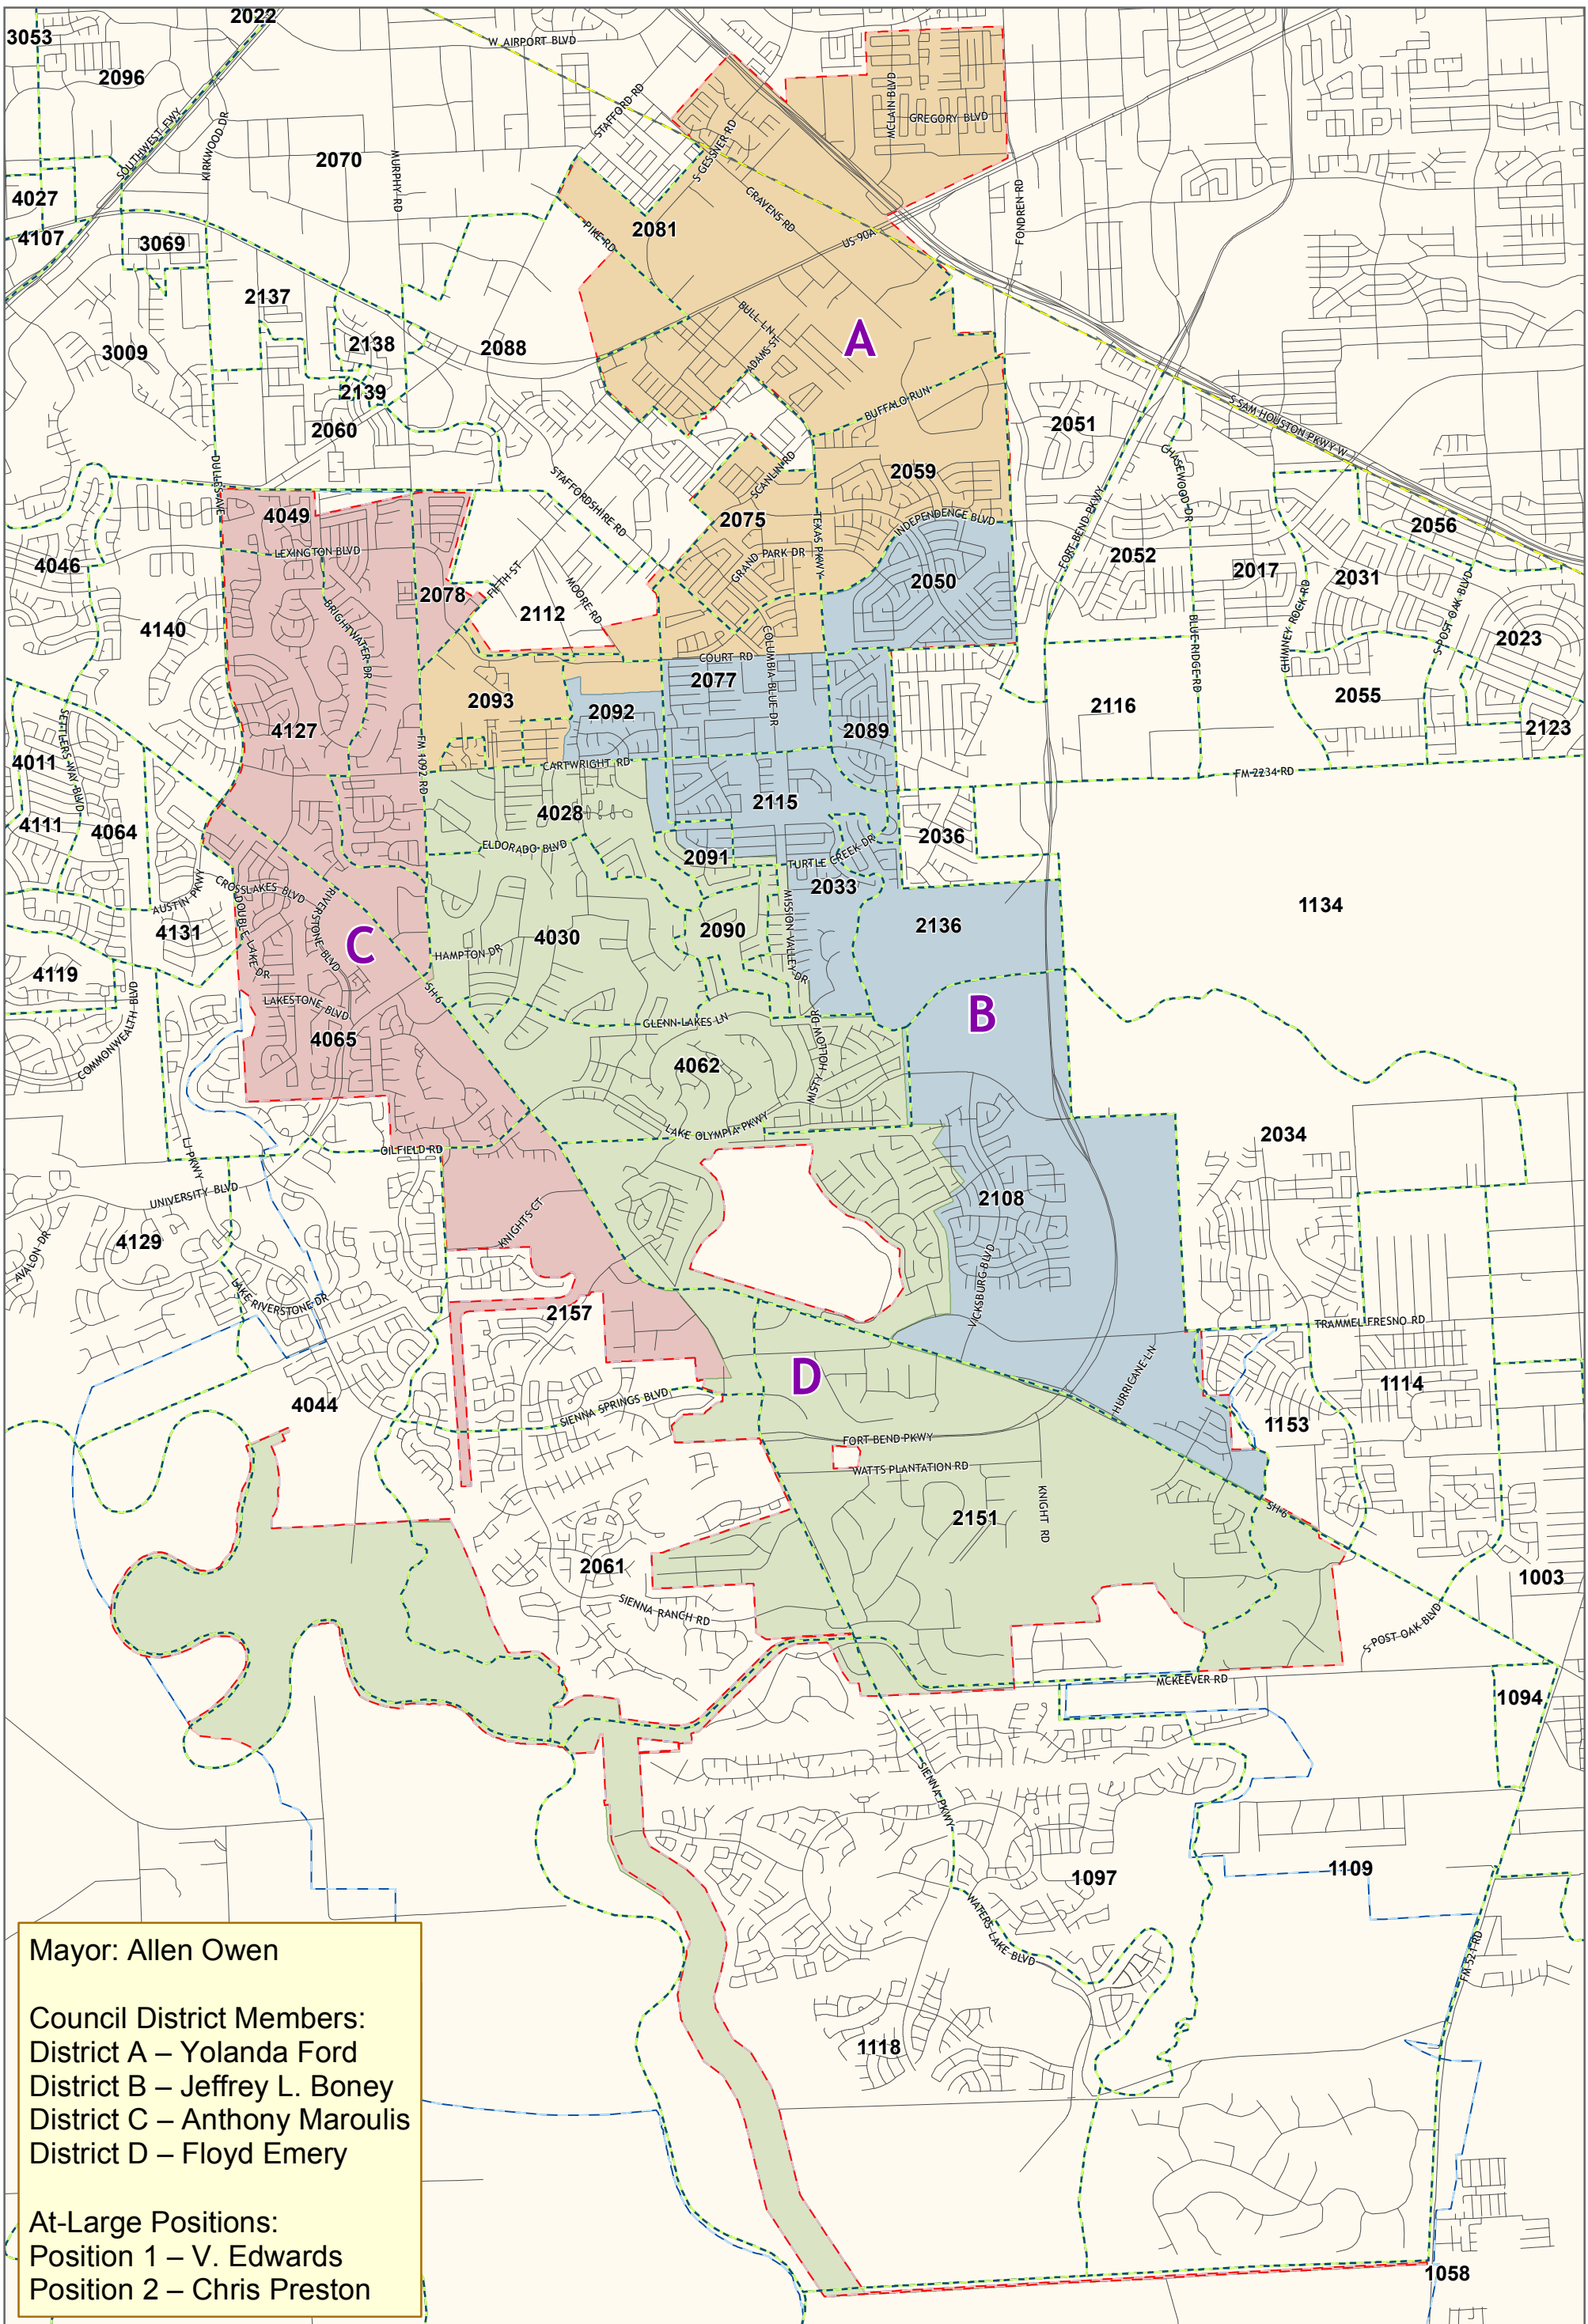 2022
3053
W AIRPORT BLVD
2096
STAFFORD RD
MCLAIN BLVD
GREGORY BLVD
SOUTHWEST FWY
KIRKWOOD DR
2070
MURPHY RD
S GESSNER RD
4027
CRAVENS RD
FONDREN RD
4107
3069
PIKE RD
2081
US 90A
2137
BULL LN
A
3009
2138
2088
ADAMS ST
2139
BUFFALO RUN
S SAM HOUSTON PKWY W
2060
2051
CHASEWOOD DR
DULLES AVE
STAFFORDSHIRE RD
SCANLIN RD
2059
4049
2075
TEXAS PKWY
INDEPENDENCE BLVD
FORT BEND PKWY
2056
LEXINGTON BLVD
GRAND PARK DR
2052
4046
2050
2017
2031
2078
FIFTH ST
MOORE RD
2112
BRIGHTWATER DR
CHIMNEY ROCK RD
S POST OAK BLVD
4140
COLUMBIA BLUE DR
BLUE RIDGE RD
2023
COURT RD
2077
2093
2092
2116
2055
4127
2089
2123
SETTLERS WAY BLVD
FM 1092 RD
4011
CARTWRIGHT RD
FM 2234 RD
2115
4028
4111
4064
2036
ELDORADO BLVD
2091
TURTLE CREEK DR
2033
CROSSLAKES BLVD
AUSTIN PKWY
DOUBLE LAKE DR
RIVERSTONE BLVD
MISSION VALLEY DR
1134
4131
C
4030
2090
2136
HAMPTON DR
4119
SH 6
LAKESTONE BLVD
B
COMMONWEALTH BLVD
GLENN LAKES LN
4065
4062
MISTY HOLLOW DR
LAKE OLYMPIA PKWY
2034
OILFIELD RD
LJ PKWY
UNIVERSITY BLVD
2108
KNIGHTS CT
4129
AVALON DR
VICKSBURG BLVD
LAKE RIVERSTONE DR
2157
TRAMMEL FRESNO RD
D
HURRICANE LN
1114
4044
SIENNA SPRINGS BLVD
1153
FORT BEND PKWY
WATTS PLANTATION RD
KNIGHT RD
SH 6
2151
2061
1003
SIENNA RANCH RD
S POST OAK BLVD
MCKEEVER RD
1094
SIENNA PKWY
1097
1109
WATERS LAKE BLVD
FM 521 RD
1118
1058
Mayor: Allen Owen
Council District Members:
District A – Yolanda Ford
District B – Jeffrey L. Boney
District C – Anthony Maroulis
District D – Floyd Emery
At-Large Positions:
Position 1 – V. Edwards
Position 2 – Chris Preston